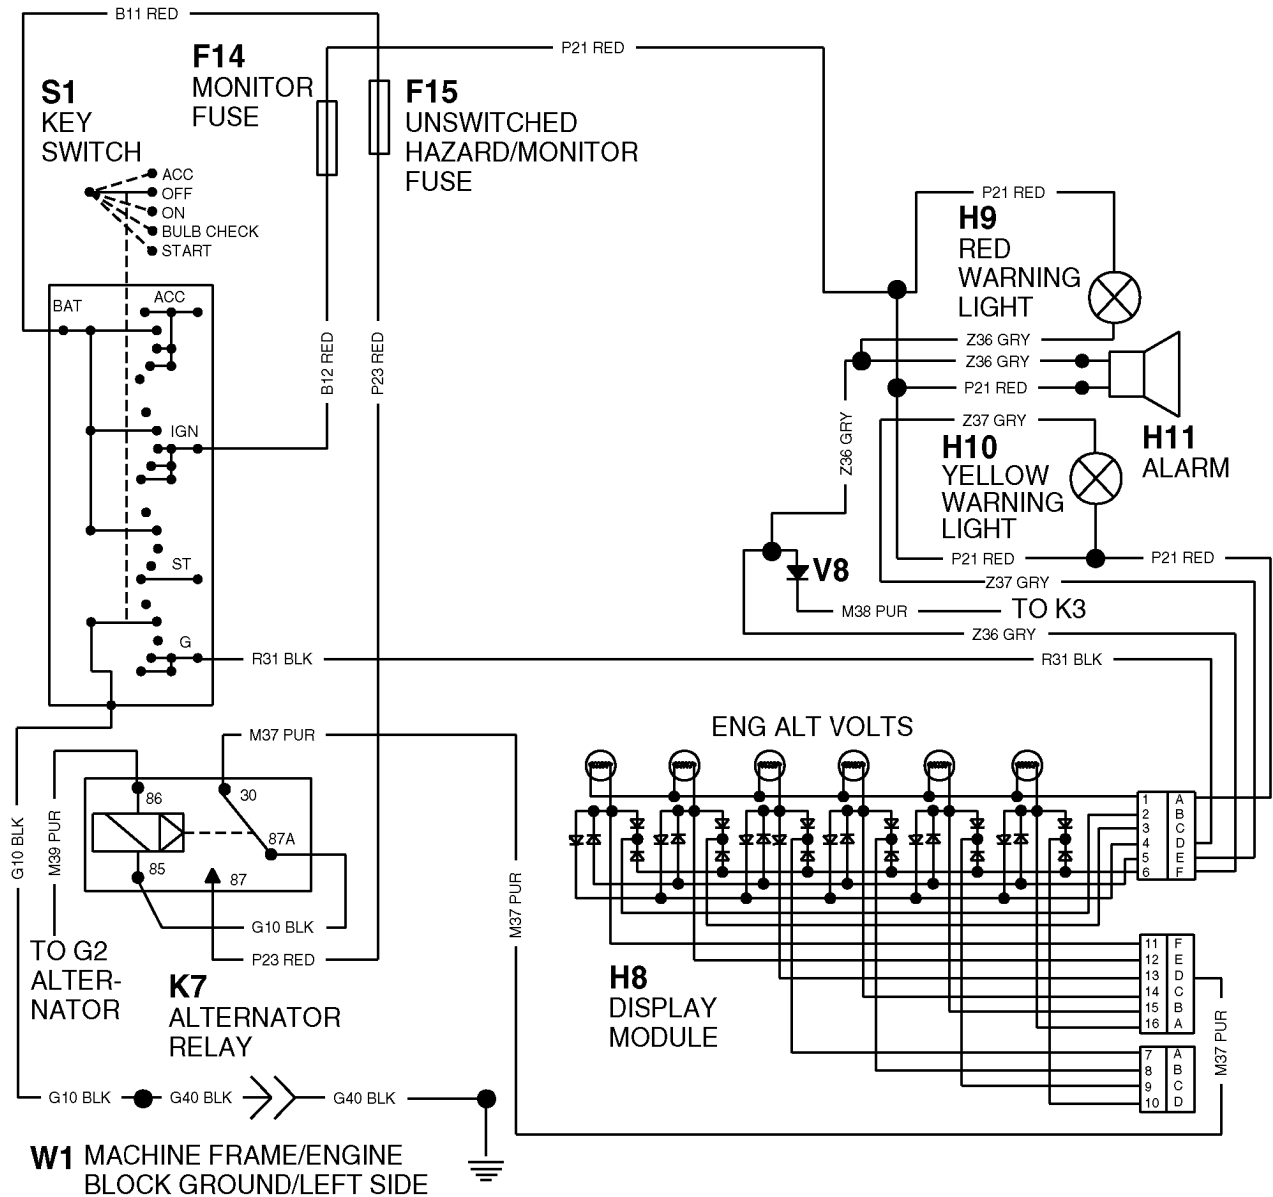 B11 RED
F14
MONITOR
FUSE
P21 RED
S1
KEY
SWITCH
F15
UNSWITCHED
HAZARD/MONITOR
FUSE
ACC
OFF
ON
BULB CHECK
START
P21 RED
H9
RED
WARNING
LIGHT
BAT
ACC
B12 RED
P23 RED
Z36 GRY
Z36 GRY
P21 RED
Z36 GRY
Z37 GRY
IGN
H10
YELLOW
WARNING
LIGHT
H11
ALARM
P21 RED
P21 RED
ST
V8
Z37 GRY
M38 PUR
TO K3
Z36 GRY
G
R31 BLK
R31 BLK
M37 PUR
ENG ALT VOLTS
86
30
87A
85
87
G10 BLK
M39 PUR
M37 PUR
1 A
2 B
3 C
4 D
5 E
6 F
G10 BLK
P23 RED
TO G2
ALTER-
NATOR
K7
ALTERNATOR
RELAY
H8
DISPLAY
MODULE
11 F
12 E
13 D
14 C
15 B
16 A
M37 PUR
7 A
8 B
9 C
10 D
G10 BLK
G40 BLK
G40 BLK
W1 MACHINE FRAME/ENGINE
BLOCK GROUND/LEFT SIDE